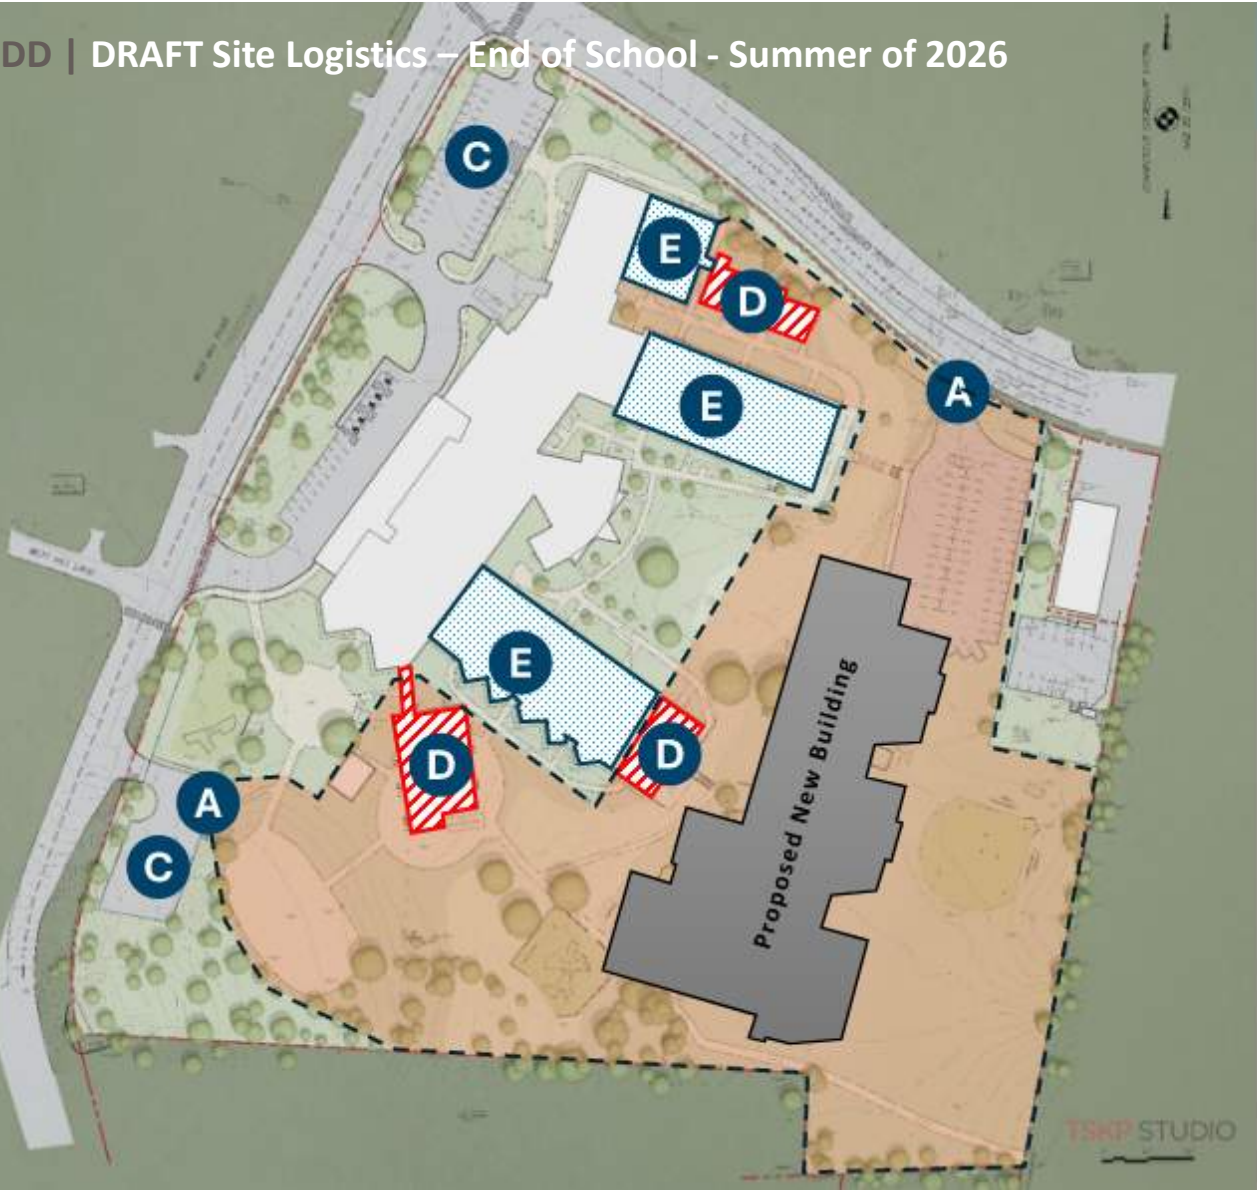 DD | DRAFT Site Logistics – End of School - Summer of 2026
C
E
D
E
A
E
D
D
A
C
Proposed New Building
TSKP STUDIO